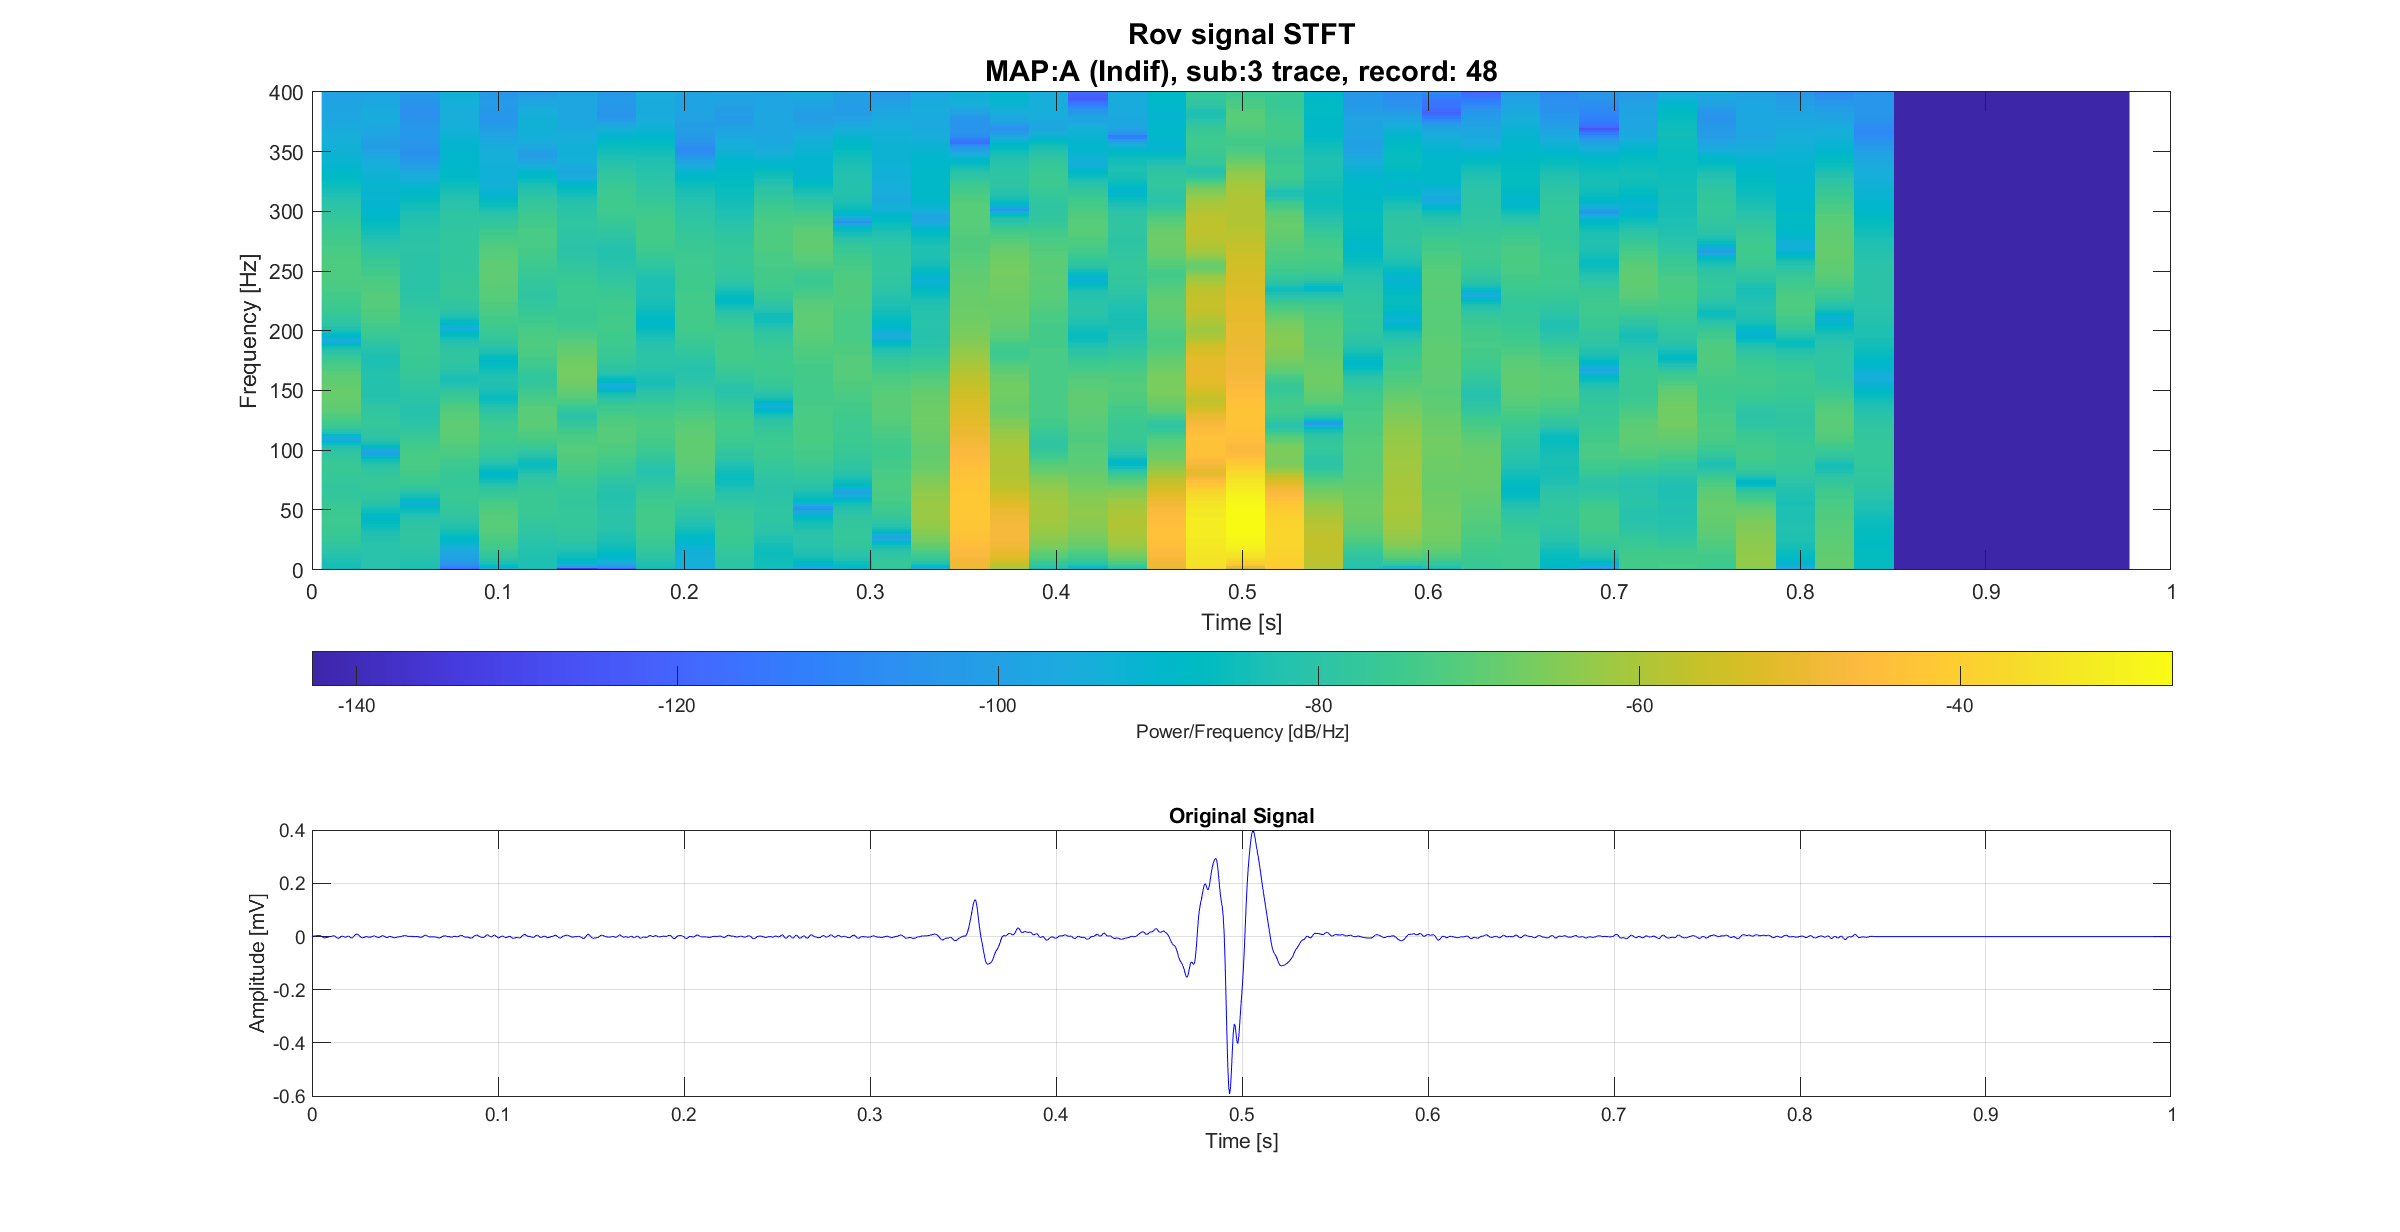 Rov signal STFT
MAP:A (Indif), sub:3 trace, record: 48
400
350
300
250
200
150
100
50
0
Frequency [Hz]
0 0.1 0.2 0.3 0.4 0.5 0.6 0.7 0.8 0.9 1
Time [s]
-140 -120 -100 -80 -60 -40
Power/Frequency [dB/Hz]
Original Signal
0.4
0.2
0
-0.2
-0.4
-0.6
Amplitude [mV]
0 0.1 0.2 0.3 0.4 0.5 0.6 0.7 0.8 0.9 1
Time [s]